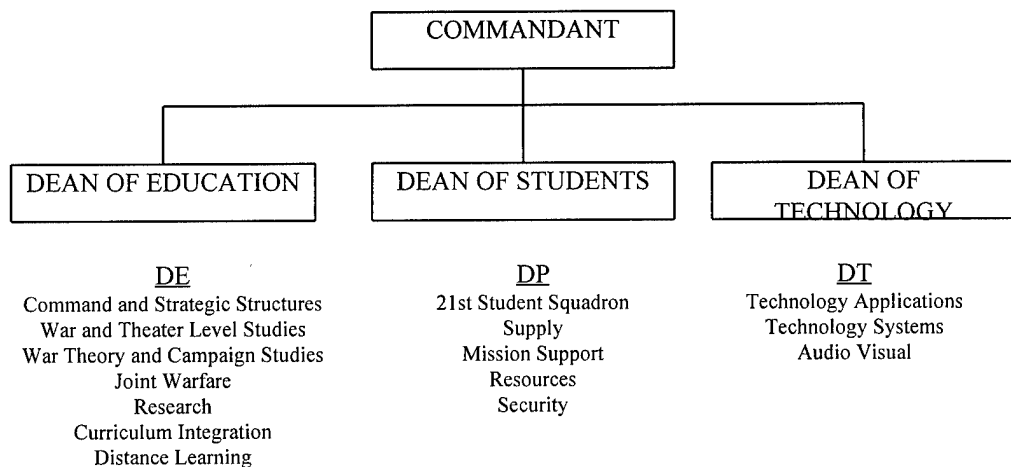 COMMANDANT
DEAN OF EDUCATION
DEAN OF STUDENTS
DEAN OF
TECHNOLOGY
DE
Command and Strategic Structures
War and Theater Level Studies
War Theory and Campaign Studies
Joint Warfare
Research
Curriculum Integration
Distance Learning
DP
21st Student Squadron
Supply
Mission Support
Resources
Security
DT
Technology Applications
Technology Systems
Audio Visual